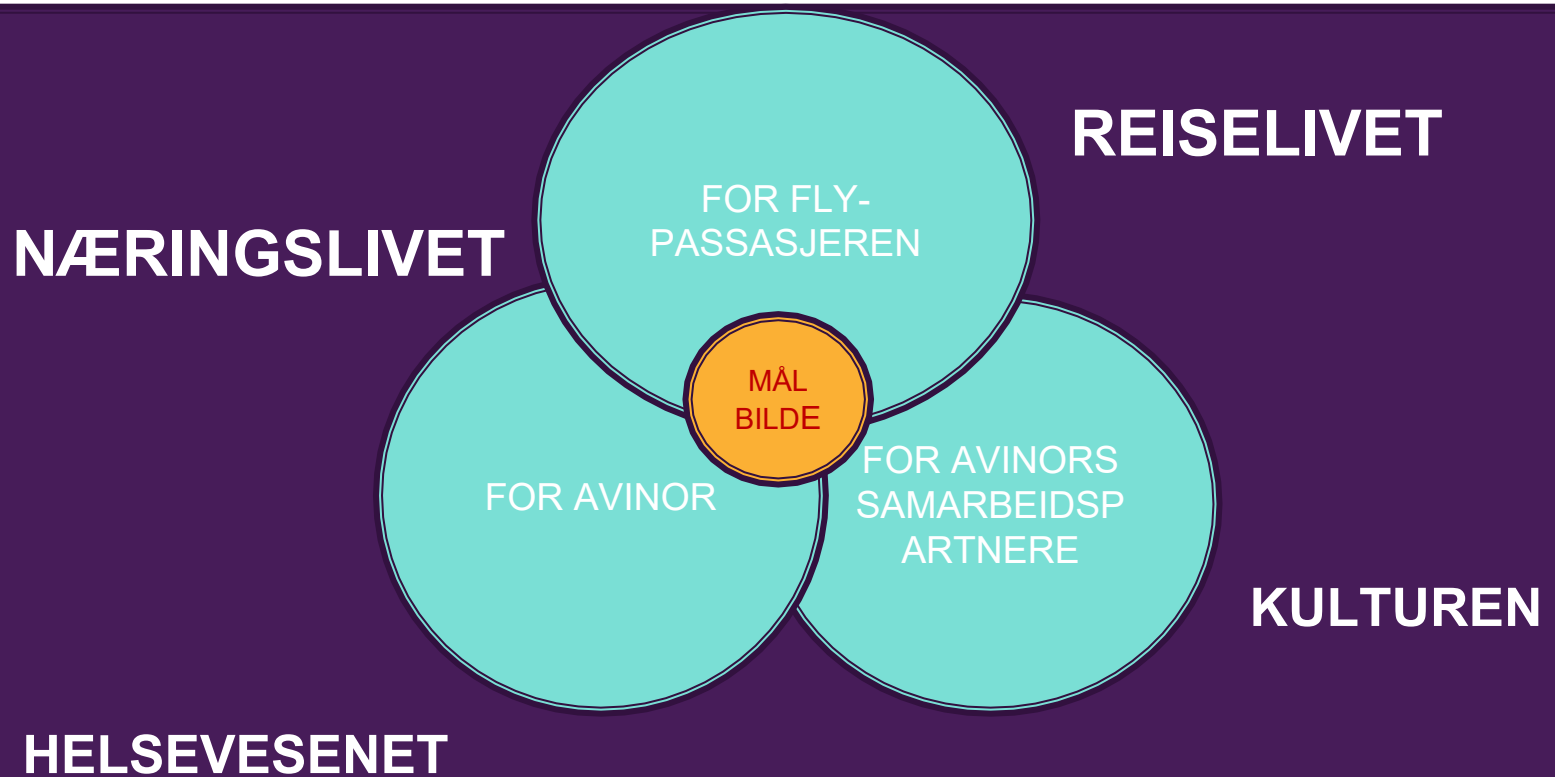 REISELIVET
NÆRINGSLIVET
FOR FLY-
PASSASJEREN
MÅL
BILDE
FOR AVINOR
FOR AVINORS
SAMARBEIDSP
ARTNERE
KULTUREN
HELSEVESENET